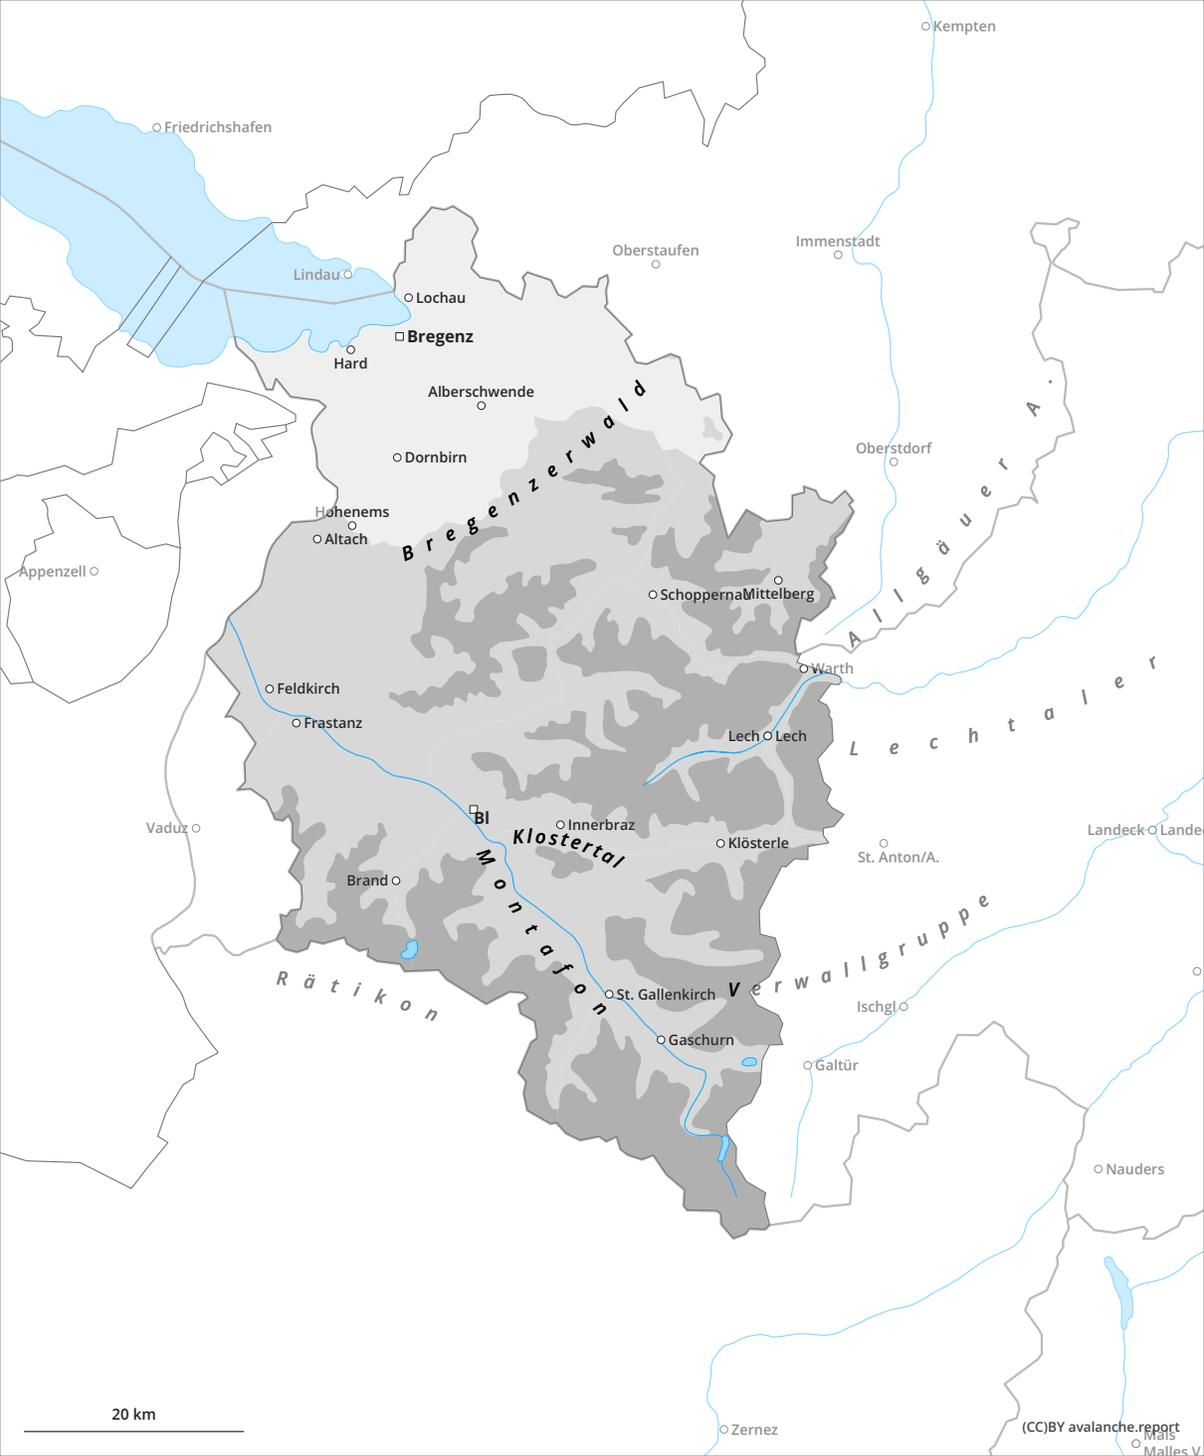 Kempten
Friedrichshafen
Immenstadt
Oberstaufen
Lindau
Lochau
Bregenz
Hard
Alberschwende
Bregenzerwald
Allgäuer A.
Oberstdorf
Dornbirn
Hohenems
Altach
Appenzell
Schoppernau
Mittelberg
Warth
Lechtaler
Feldkirch
Frastanz
Lech
Lech
Bl
Klostertal
Innerbraz
Vaduz
Klösterle
St. Anton/A.
Landeck
Lande
Montafon
Brand
Rätikon
Verwallgruppe
St. Gallenkirch
Ischgl
Gaschurn
Galtür
Nauders
20 km
Zernez
(CC)BY avalanche.report
Mals
Malles V